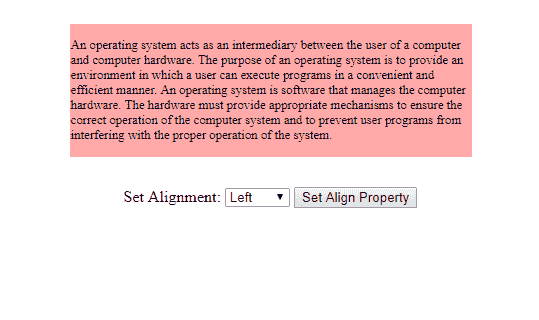 An operating system acts as an intermediary between the user of a computer
and computer hardware. The purpose of an operating system is to provide an
environment in which a user can execute programs in a convenient and
efficient manner. An operating system is software that manages the computer
hardware. The hardware must provide appropriate mechanisms to ensure the
correct operation of the computer system and to prevent user programs from
interfering with the proper operation of the system.
Set Alignment: Left Set Align Property